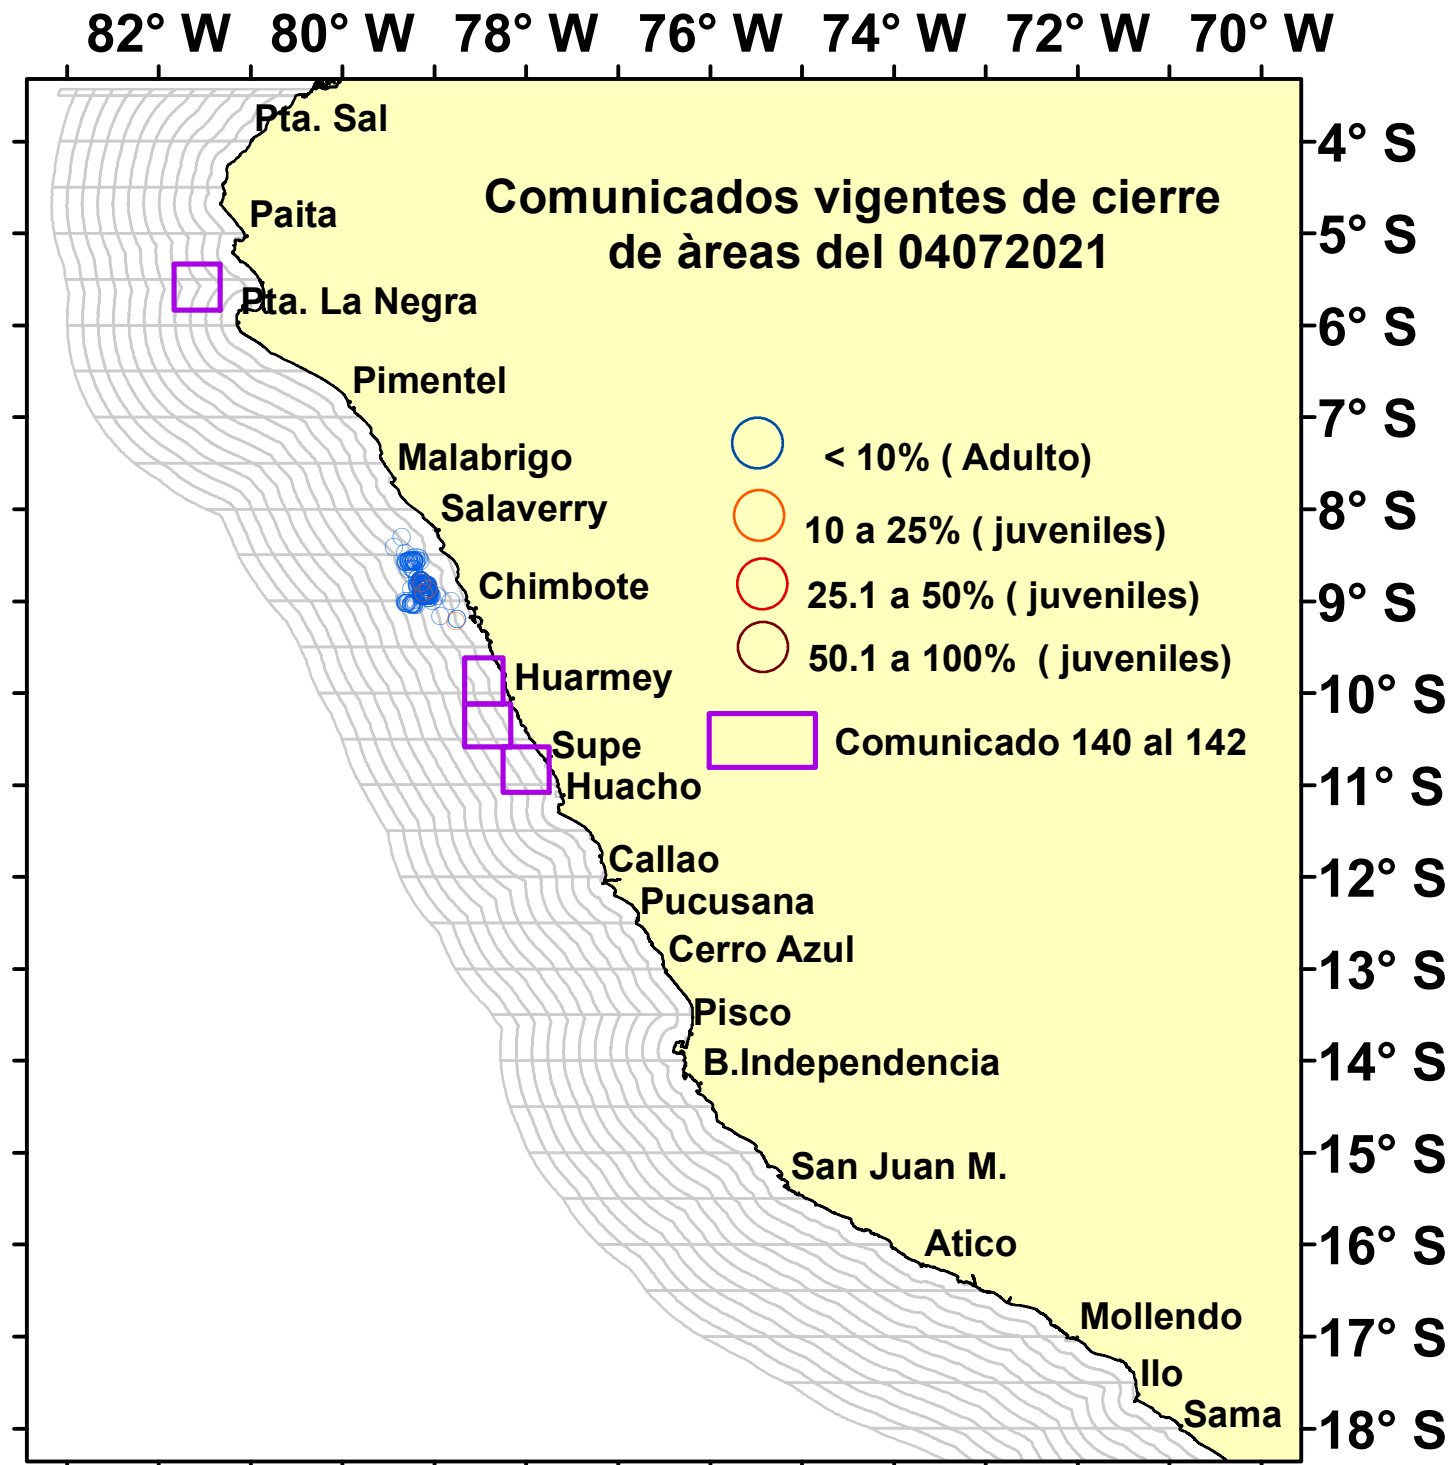 82° W 80° W 78° W 76° W 74° W 72° W 70° W
Pta. Sal
4° S
Comunicados vigentes de cierre
de àreas del 04072021
Paita
5° S
Pta. La Negra
6° S
Pimentel
7° S
Malabrigo
< 10% ( Adulto)
Salaverry
8° S
10 a 25% ( juveniles)
Chimbote
25.1 a 50% ( juveniles)
9° S
50.1 a 100%  ( juveniles)
Huarmey
10° S
Supe
Comunicado 140 al 142
Huacho
11° S
Callao
12° S
Pucusana
Cerro Azul
13° S
Pisco
B.Independencia
14° S
San Juan M.
15° S
Atico
16° S
Mollendo
17° S
Ilo
Sama
18° S